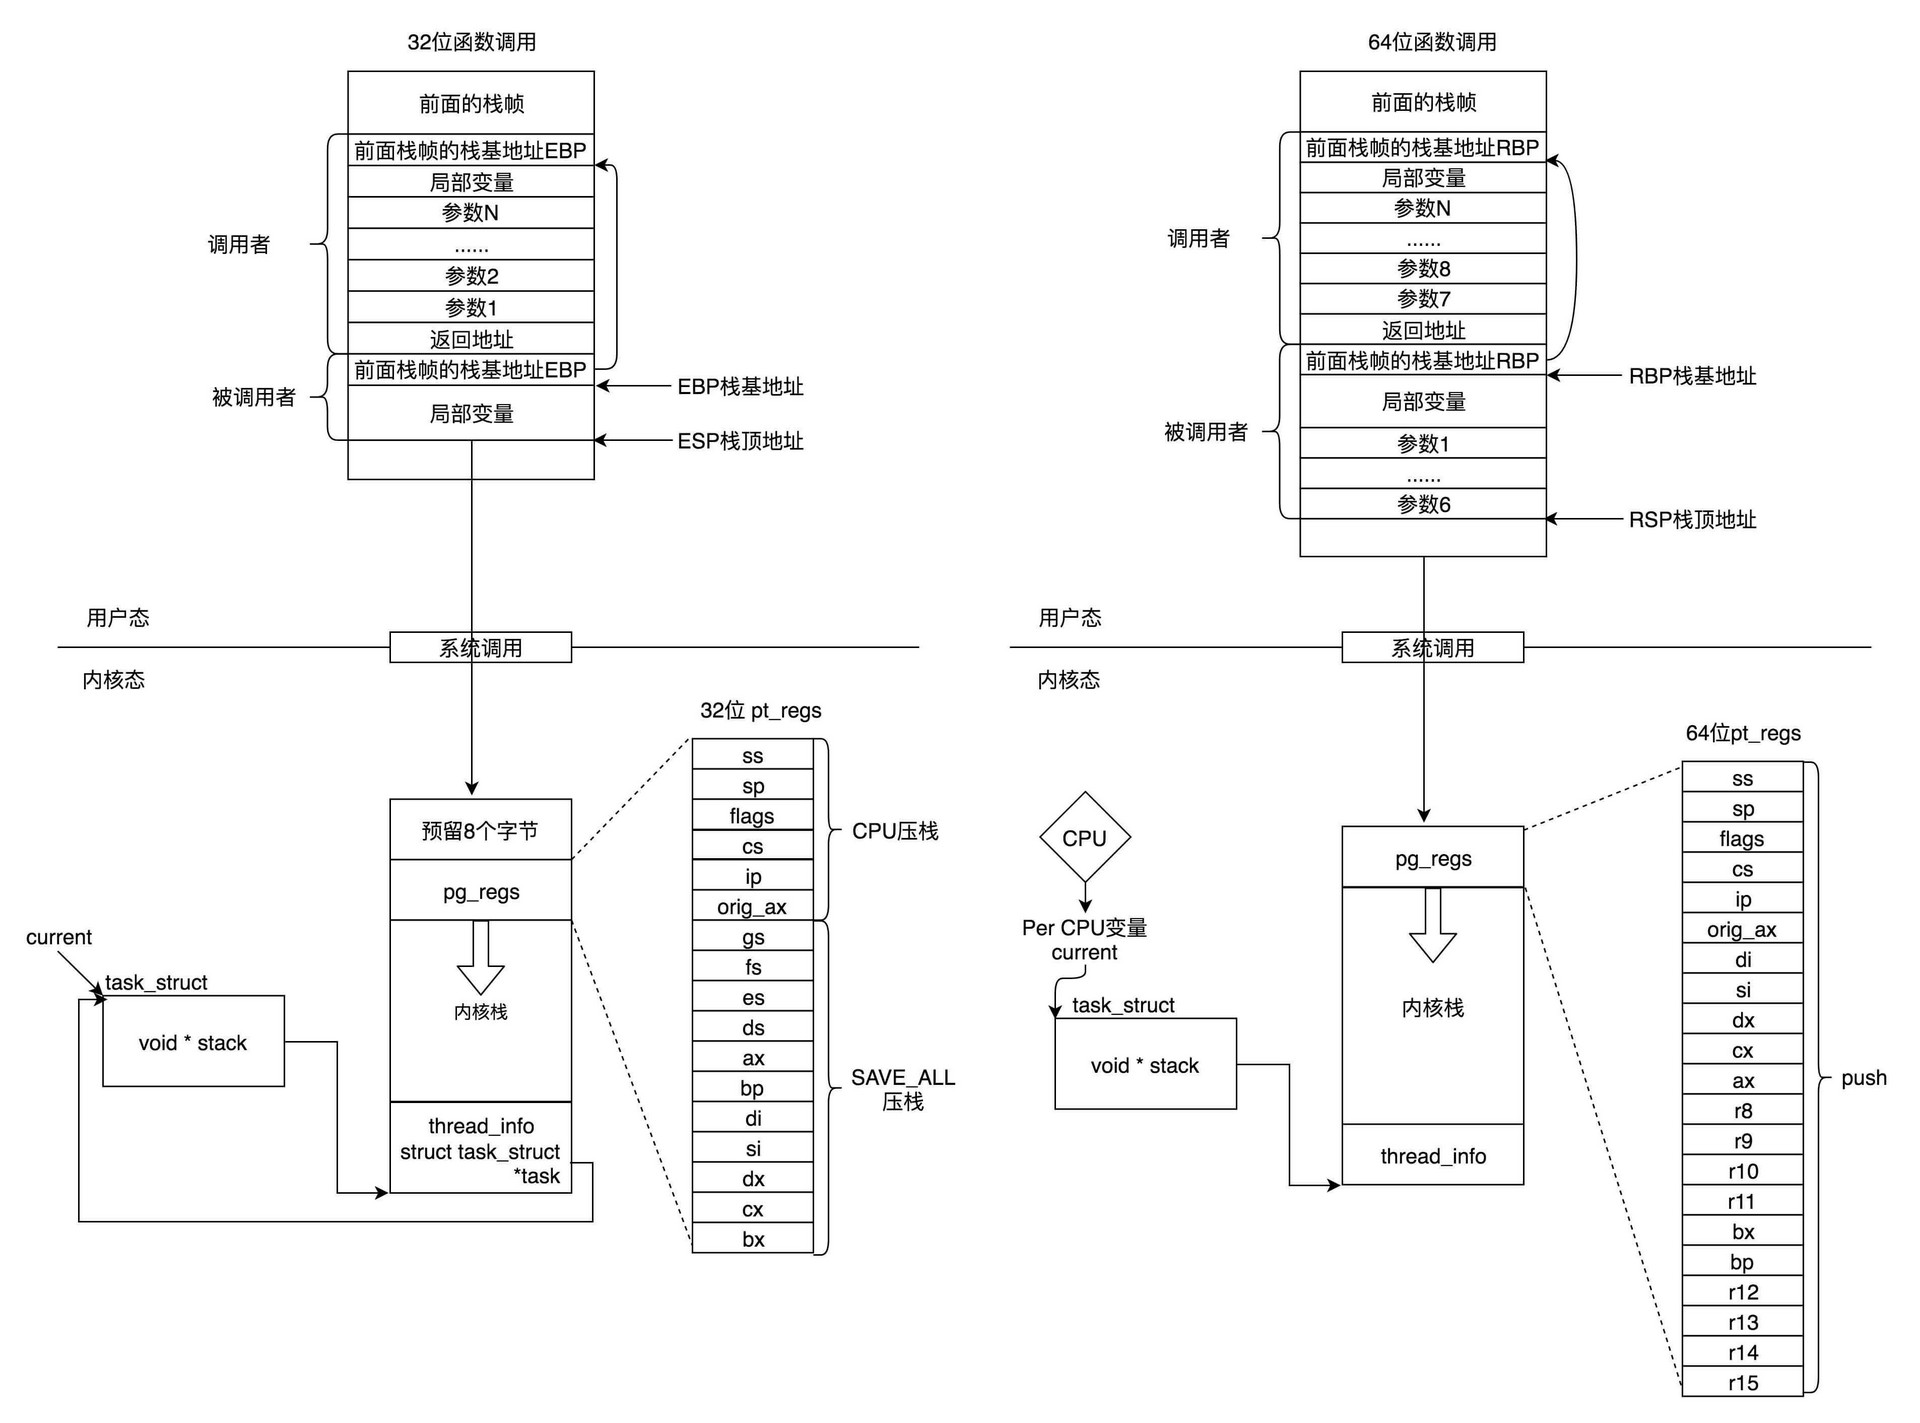 32位函数调用
前面的栈帧
前面栈帧的栈基地址EBP
局部变量
参数N
......
参数2
参数1
返回地址
前面栈帧的栈基地址EBP
局部变量
调用者
被调用者
EBP栈基地址
ESP栈顶地址
用户态
系统调用
内核态
预留8个字节
pg_regs
内核栈
thread_info
struct task_struct
*task
current
task_struct
void * stack
32位 pt_regs
ss
sp
flags
cs
ip
orig_ax
gs
fs
es
ds
ax
bp
di
si
dx
cx
bx
CPU压栈
SAVE_ALL
压栈
64位函数调用
前面的栈帧
前面栈帧的栈基地址RBP
局部变量
参数N
......
参数8
参数7
返回地址
前面栈帧的栈基地址RBP
局部变量
参数1
......
参数6
调用者
被调用者
RBP栈基地址
RSP栈顶地址
用户态
系统调用
内核态
CPU
Per CPU变量
current
task_struct
void * stack
pg_regs
内核栈
thread_info
64位pt_regs
ss
sp
flags
cs
ip
orig_ax
di
si
dx
cx
ax
r8
r9
r10
r11
bx
bp
r12
r13
r14
r15
push